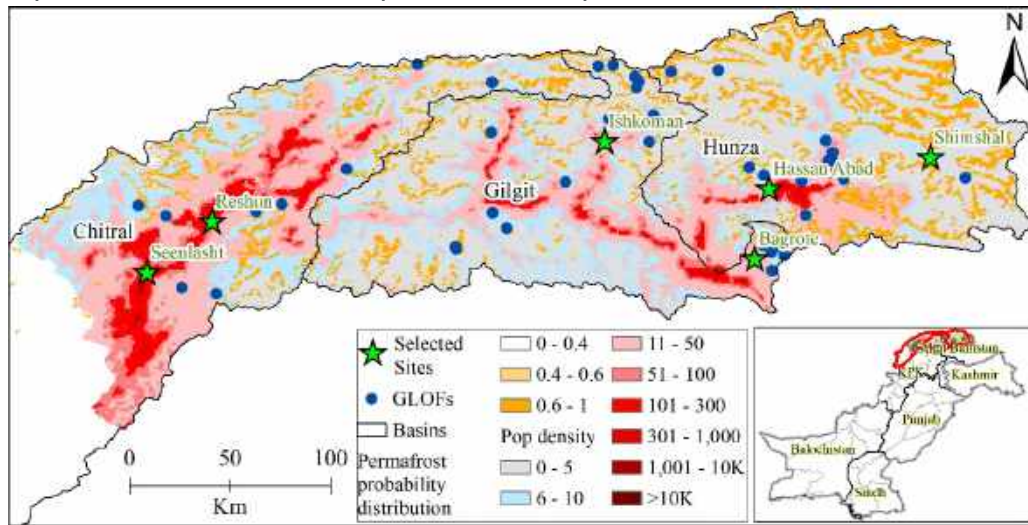 N
Ishkoman
Shimshal
Hunza
Hassan Abad
Gilgit
Reshun
Chitral
Bagrote
Seenlasht
Selected
Sites
GLOFs
Basins
Permafrost
probability
distribution
0 - 0.4
0.4 - 0.6
0.6 - 1
Pop density
0 - 5
6 - 10
11 - 50
51 - 100
101 - 300
301 - 1,000
1,001 - 10K
>10K
0 50 100
Km
KPK
Kashmir
Punjab
Balochistan
Sindh